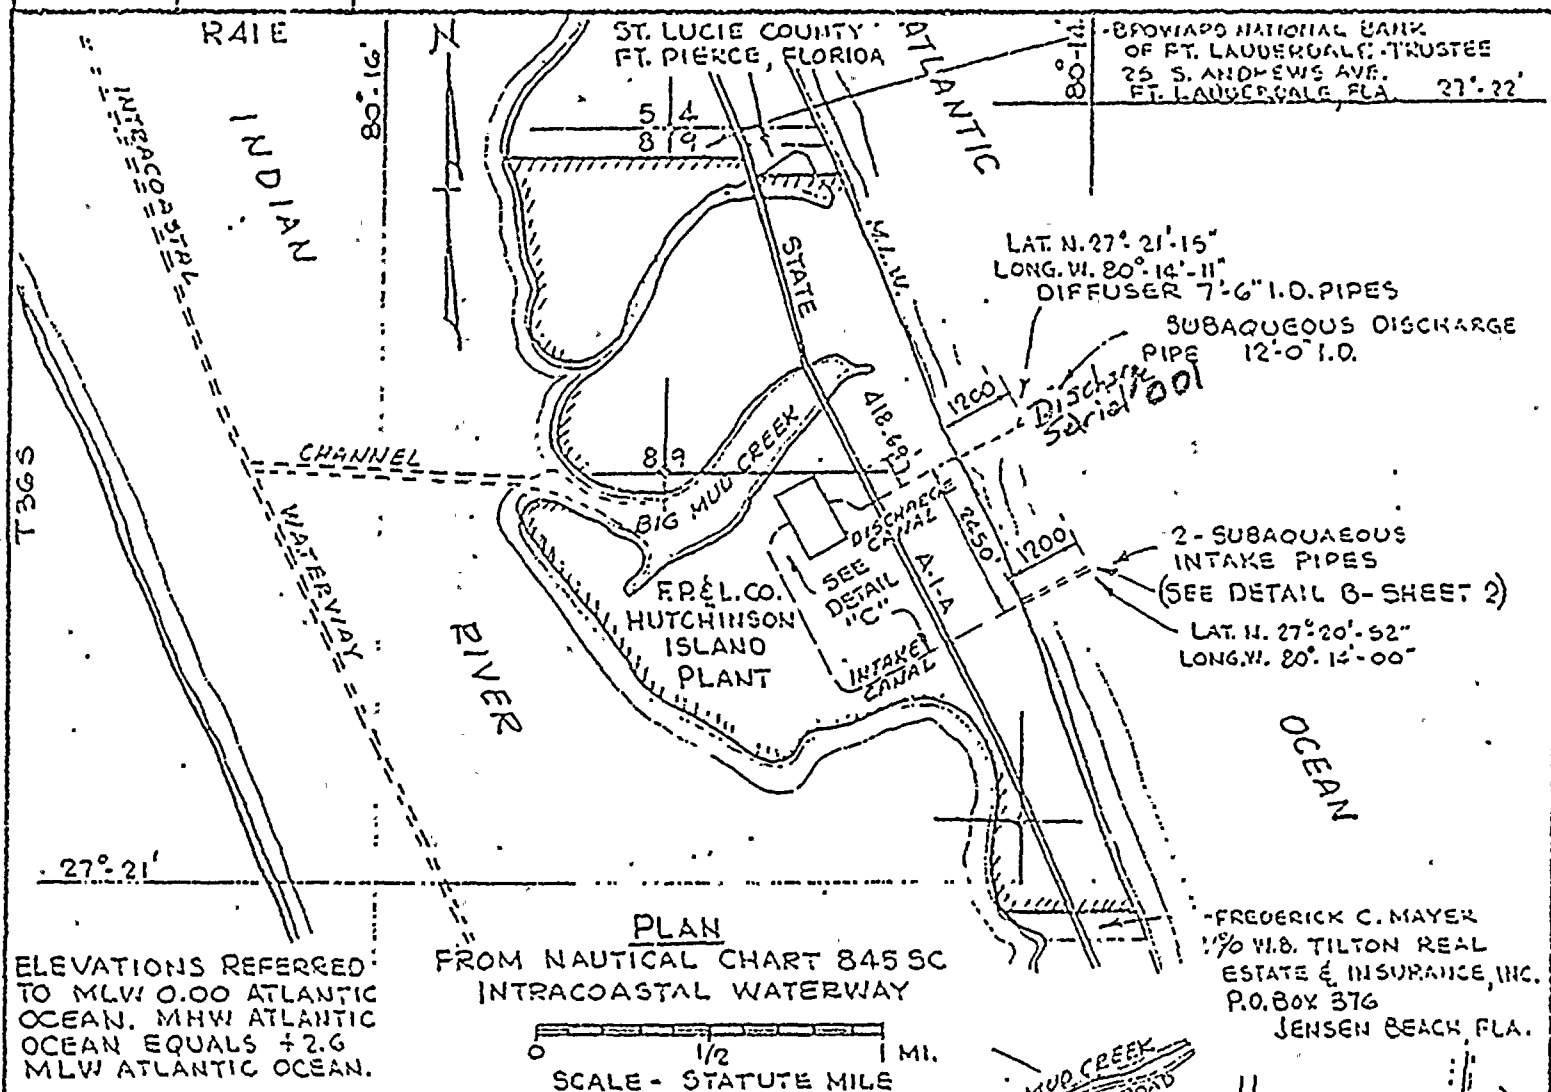 R41E
ST. LUCIE COUNTY
FT. PIERCE, FLORIDA
N
80°-16'
80°-14'
ATLANTIC
-BROWARD NATIONAL BANK
OF FT. LAUDERDALE-TRUSTEE
25 S. ANDREWS AVE.
FT. LAUDERDALE, FLA.
27°-22'
INTRACOASTAL
INDIAN
5 4
8 9
M.L.W.
STATE
LAT. N. 27°-21'-15"
LONG. W. 80°-14'-11"
DIFFUSER 7'-6" I.D. PIPES
SUBAQUEOUS DISCHARGE
PIPE 12'-0" I.D.
1200
Discharge
Serial 001
418.69
T36S
CHANNEL
8 9
BIG MUD CREEK
DISCHARGE
CANAL
2450'
1200
2-SUBAQUAEOUS
INTAKE PIPES
(SEE DETAIL B-SHEET 2)
WATERWAY
SEE
DETAIL
"C"
A-1-A
F.P.&L.CO.
HUTCHINSON
ISLAND
PLANT
LAT. N. 27°-20'-52"
LONG. W. 80°-14'-00"
RIVER
INTAKE
CANAL
OCEAN
27°-21'
PLAN
FROM NAUTICAL CHART 845 SC
INTRACOASTAL WATERWAY
-FREDERICK C. MAYER
% W.B. TILTON REAL
ESTATE & INSURANCE, INC.
P.O. BOX 376
JENSEN BEACH, FLA.
ELEVATIONS REFERRED
TO MLW 0.00 ATLANTIC
OCEAN. MHW ATLANTIC
OCEAN EQUALS +2.6
MLW ATLANTIC OCEAN.
0 1/2 1 MI.
SCALE - STATUTE MILE
MUD CREEK
ROAD